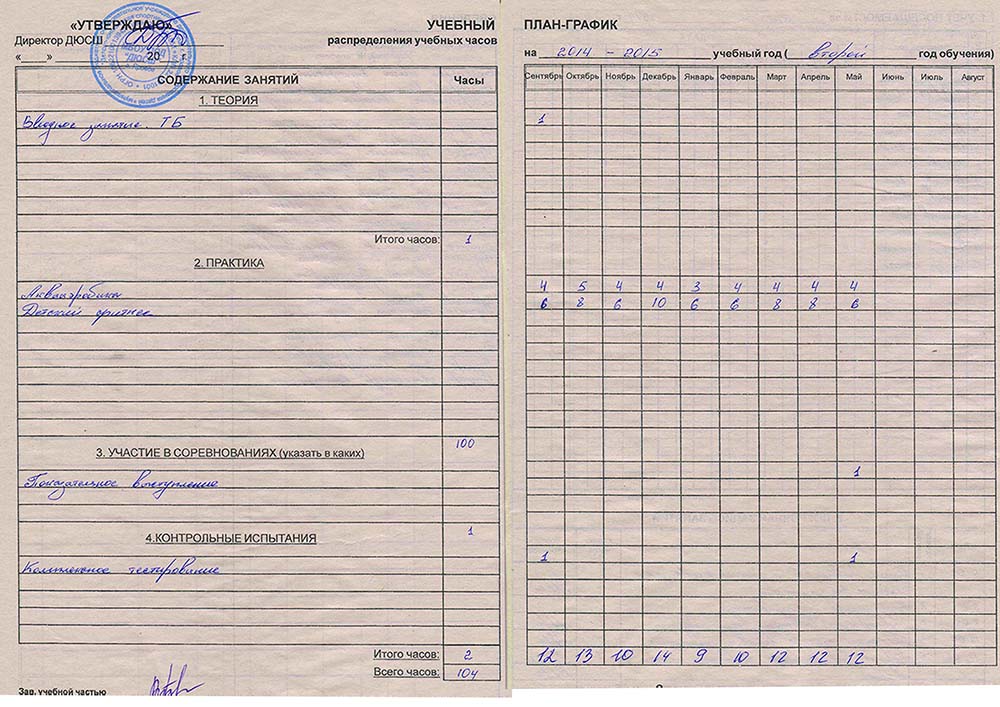 «УТВЕРЖДАЮ» УЧЕБНЫЙ ПЛАН-ГРАФИК
Директор ДЮСШ распределения учебных часов
« » 20 г. на 2014 - 2015 учебный год ( второй год обучения)
СОДЕРЖАНИЕ ЗАНЯТИЙ Часы Сентябрь Октябрь Ноябрь Декабрь Январь Февраль Март Апрель Май Июнь Июль Август
1. ТЕОРИЯ
Вводное занятие. ТБ 1
Итого часов: 1
2. ПРАКТИКА
Аквааэробика 4 5 4 4 3 4 4 4 4
Детский фитнес 6 8 6 10 6 6 8 8 6
100
3. УЧАСТИЕ В СОРЕВНОВАНИЯХ (указать в каких)
Показательное выступление 1
1
4.КОНТРОЛЬНЫЕ ИСПЫТАНИЯ
Комплексное тестирование 1 1
Итого часов: 2 12 13 10 14 9 10 12 12 12
Всего часов: 104
Зав. учебной частью